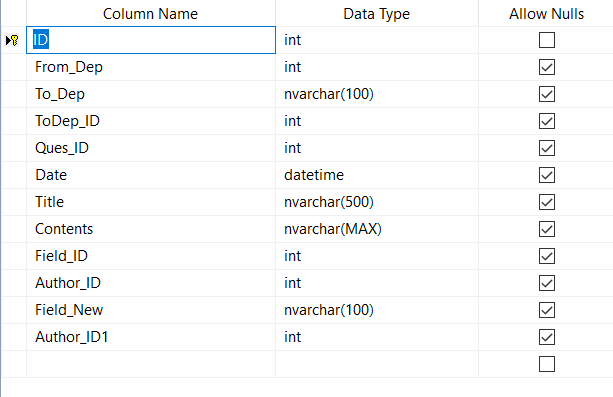 Column Name Data Type Allow Nulls
ID int
From_Dep int
To_Dep nvarchar(100)
ToDep_ID int
Ques_ID int
Date datetime
Title nvarchar(500)
Contents nvarchar(MAX)
Field_ID int
Author_ID int
Field_New nvarchar(100)
Author_ID1 int